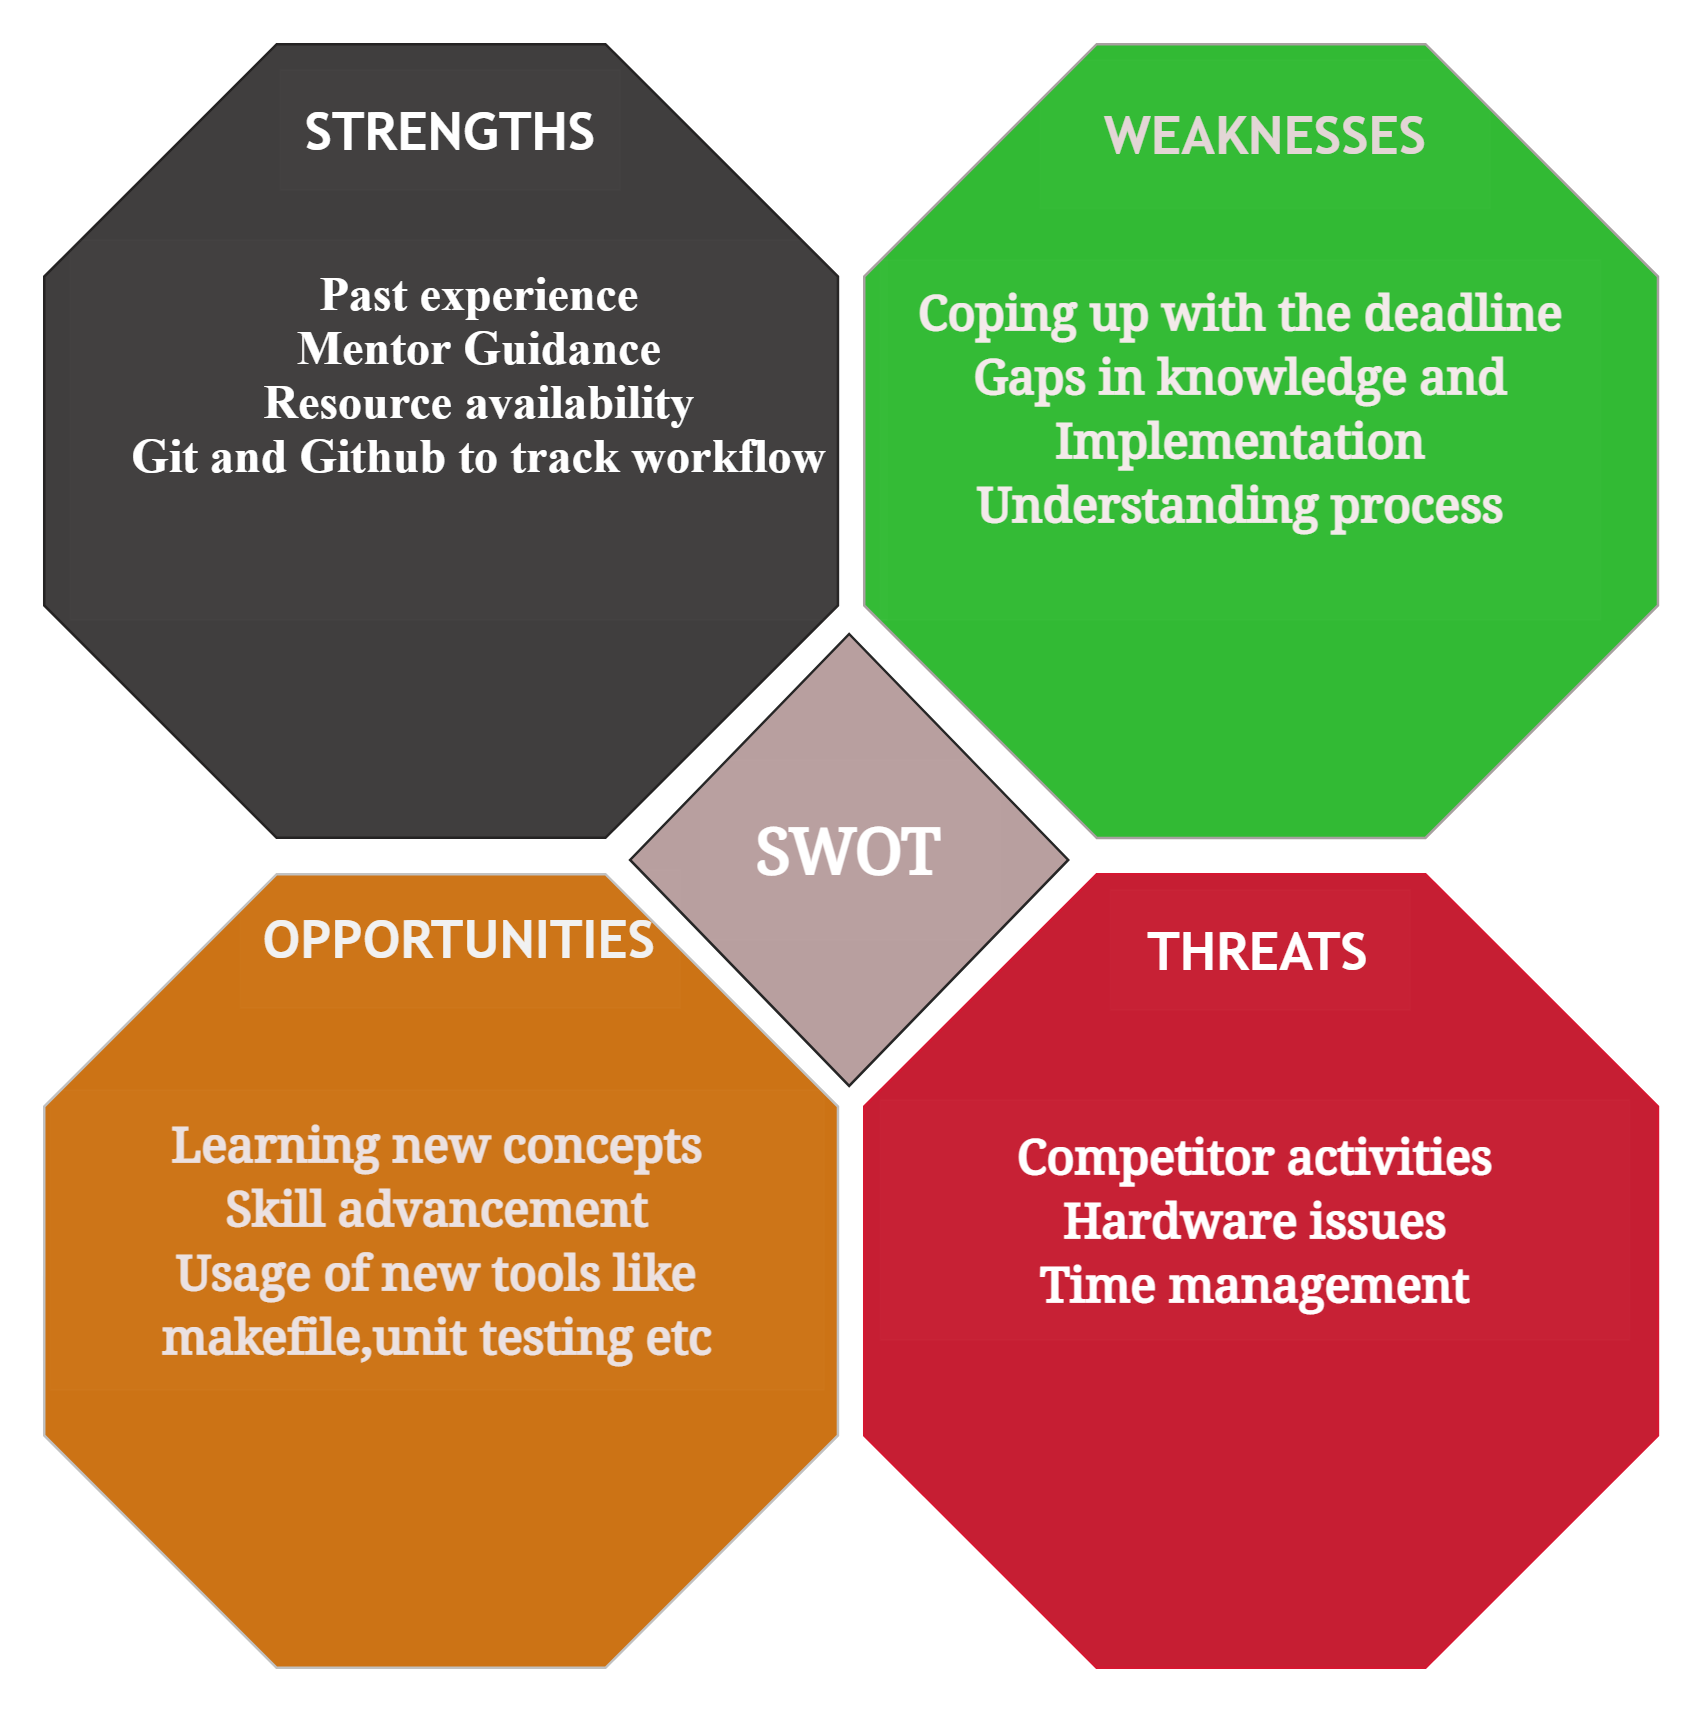 STRENGTHS
Past experience
Mentor Guidance
Resource availability
Git and Github to track workflow
WEAKNESSES
Coping up with the deadline
Gaps in knowledge and
Implementation
Understanding process
SWOT
OPPORTUNITIES
Learning new concepts
Skill advancement
Usage of new tools like
makefile,unit testing etc
THREATS
Competitor activities
Hardware issues
Time management